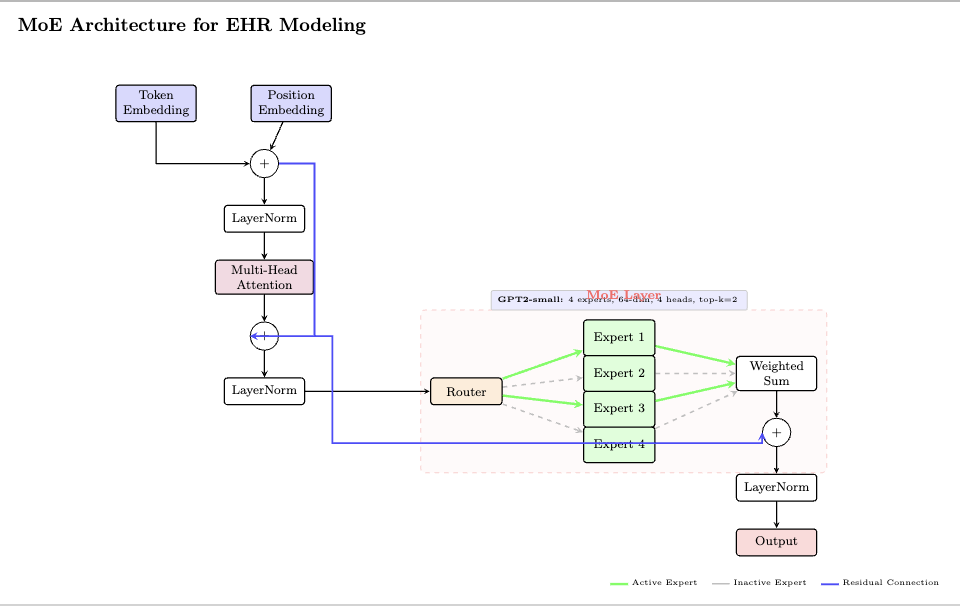 MoE Architecture for EHR Modeling
Token
Embedding
Position
Embedding
+
LayerNorm
Multi-Head
Attention
+
LayerNorm
MoE Layer
GPT2-small: 4 experts, 64-dim, 4 heads, top-k=2
Router
Expert 1
Expert 2
Expert 3
Expert 4
Weighted
Sum
+
LayerNorm
Output
Active Expert
Inactive Expert
Residual Connection